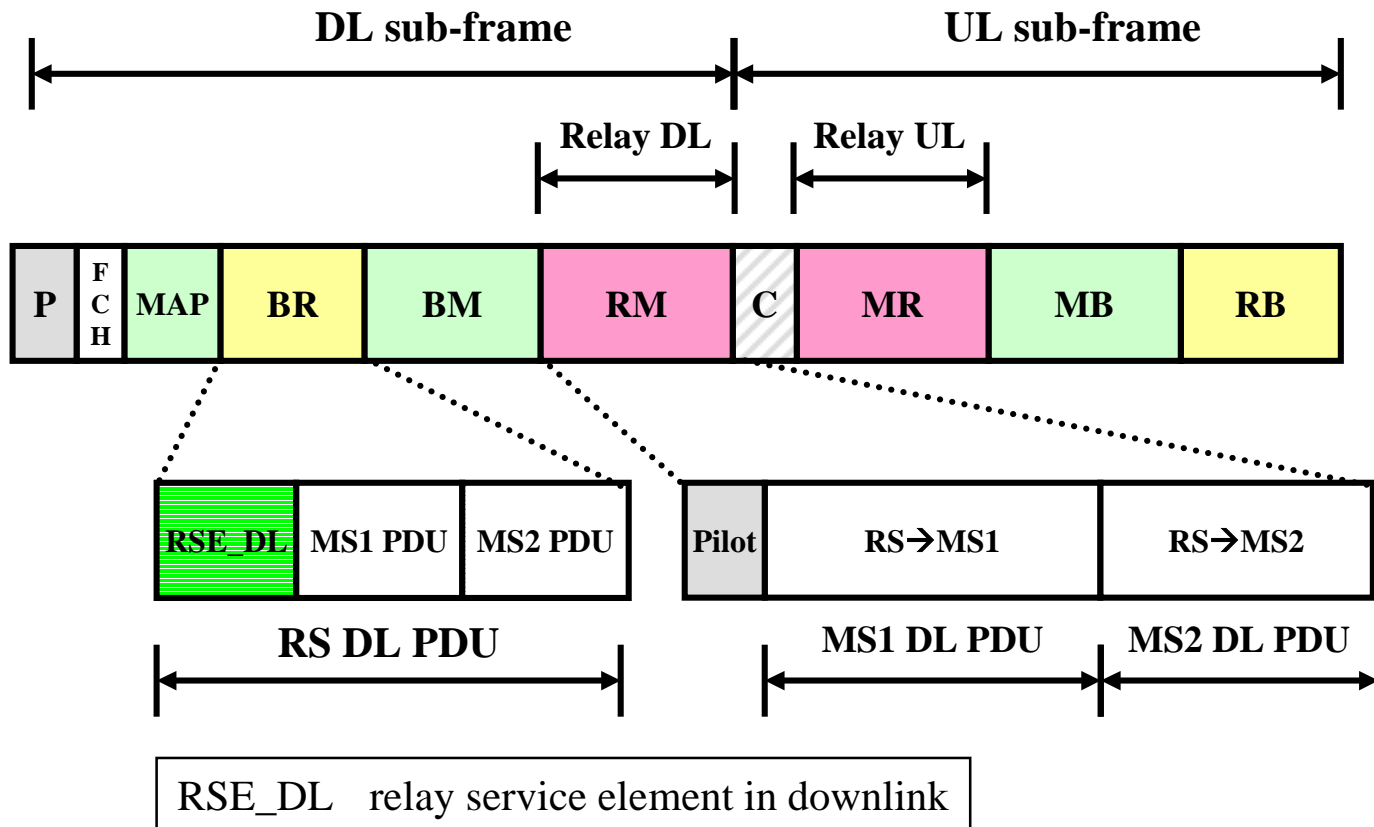 DL sub-frame UL sub-frame
Relay DL Relay UL
P FCH MAP BR BM RM C MR MB RB
RSE_DL MS1 PDU MS2 PDU Pilot RS→MS1 RS→MS2
RS DL PDU MS1 DL PDU MS2 DL PDU
RSE_DL relay service element in downlink